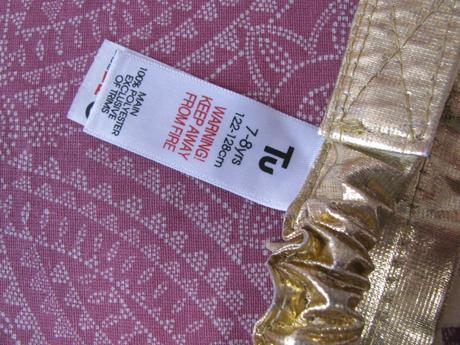 Tu
7-8yrs
122-128cm
WARNING!
KEEP AWAY
FROM FIRE
100% MAIN
POLYESTER
EXCLUSIVE
OF TRIMS